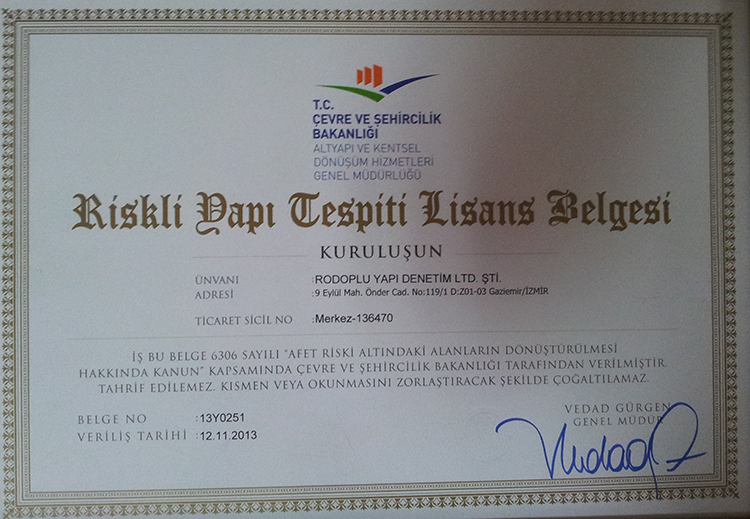 T.C.
ÇEVRE VE ŞEHİRCİLİK
BAKANLIĞI
ALTYAPI VE KENTSEL
DÖNÜŞÜM HİZMETLERİ
GENEL MÜDÜRLÜĞÜ
Riskli Yapı Tespiti Lisans Belgesi
KURULUŞUN
ÜNVANI :RODOPLU YAPI DENETİM LTD. ŞTİ.
ADRESİ :9 Eylül Mah. Önder Cad. No:119/1 D:Z01-03 Gaziemir/İZMİR
TİCARET SİCİL NO :Merkez-136470
İŞ BU BELGE 6306 SAYILI "AFET RİSKİ ALTINDAKİ ALANLARIN DÖNÜŞTÜRÜLMESİ
HAKKINDA KANUN" KAPSAMINDA ÇEVRE VE ŞEHİRCİLİK BAKANLIĞI TARAFINDAN VERİLMİŞTİR.
TAHRİF EDİLEMEZ. KISMEN VEYA OKUNMASINI ZORLAŞTIRACAK ŞEKİLDE ÇOĞALTILAMAZ.
BELGE NO :13Y0251
VERİLİŞ TARİHİ :12.11.2013
VEDAD GÜRGEN
GENEL MÜDÜR